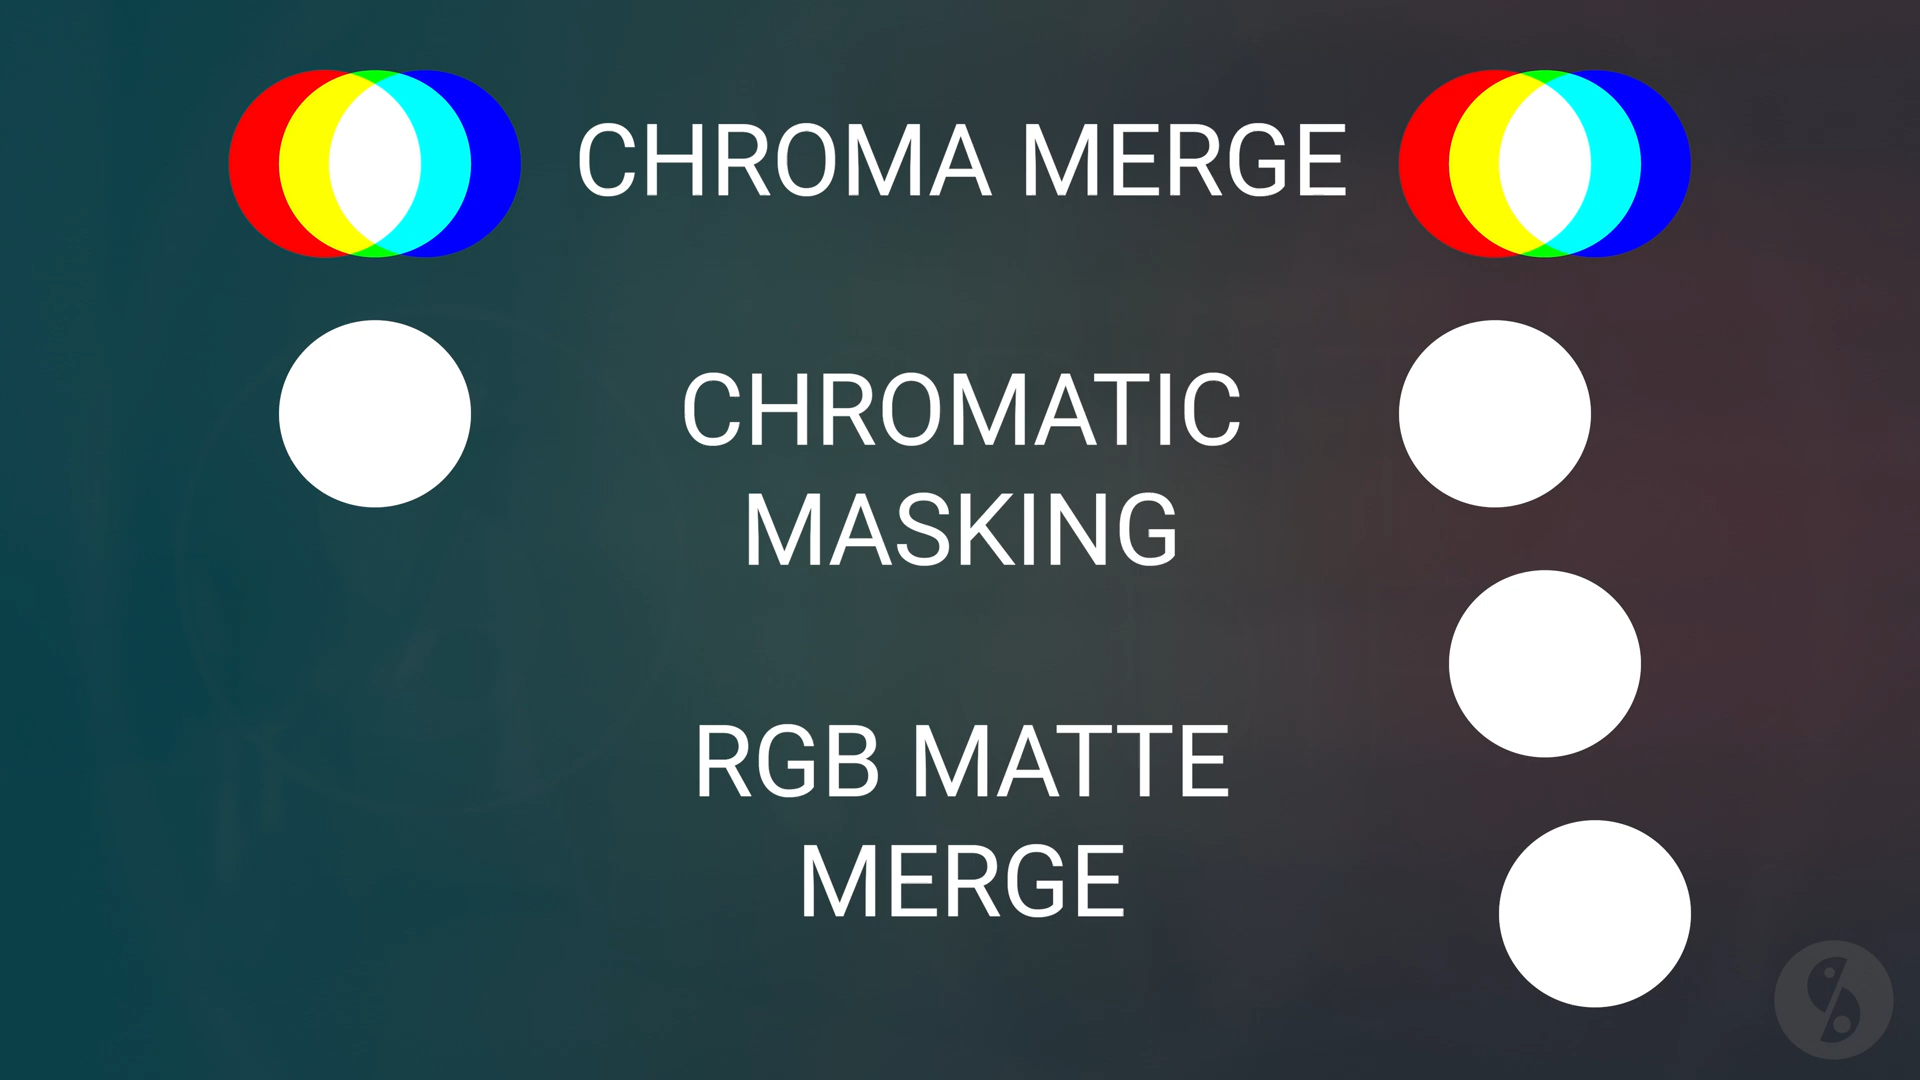 CHROMA MERGE
CHROMATIC
MASKING
RGB MATTE
MERGE